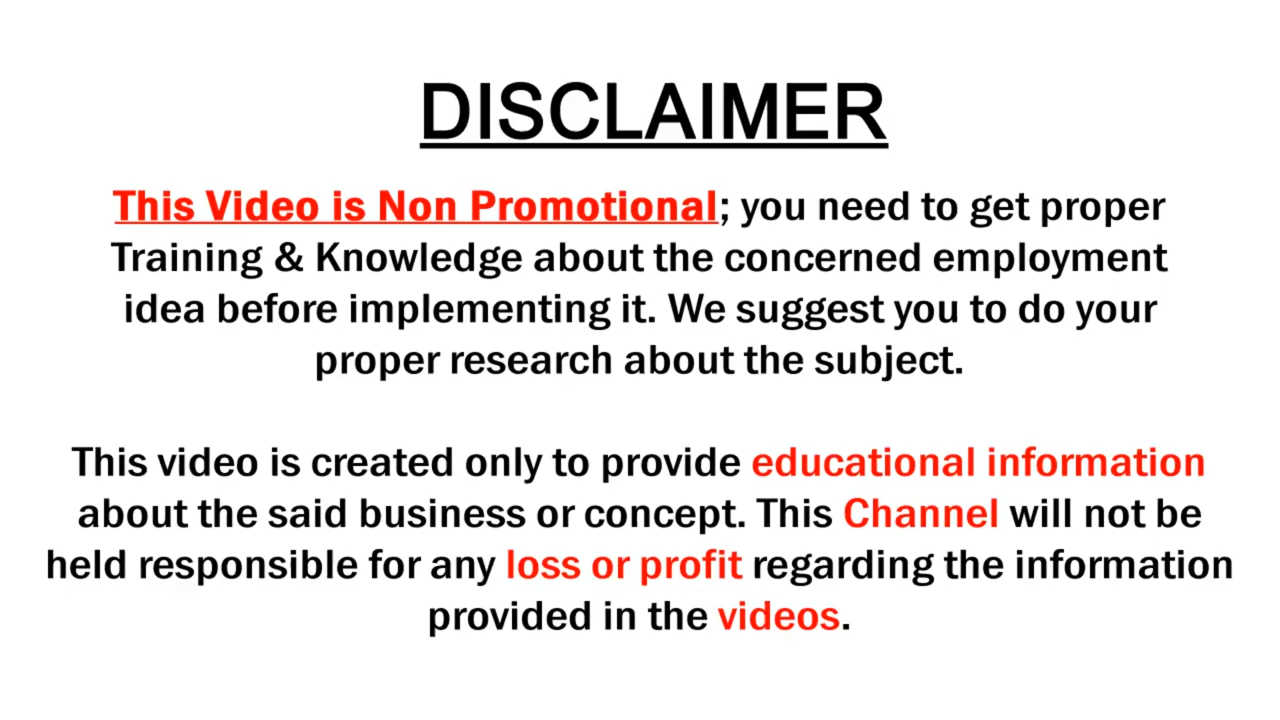 DISCLAIMER
This Video is Non Promotional; you need to get proper
Training & Knowledge about the concerned employment
idea before implementing it. We suggest you to do your
proper research about the subject.
This video is created only to provide educational information
about the said business or concept. This Channel will not be
held responsible for any loss or profit regarding the information
provided in the videos.